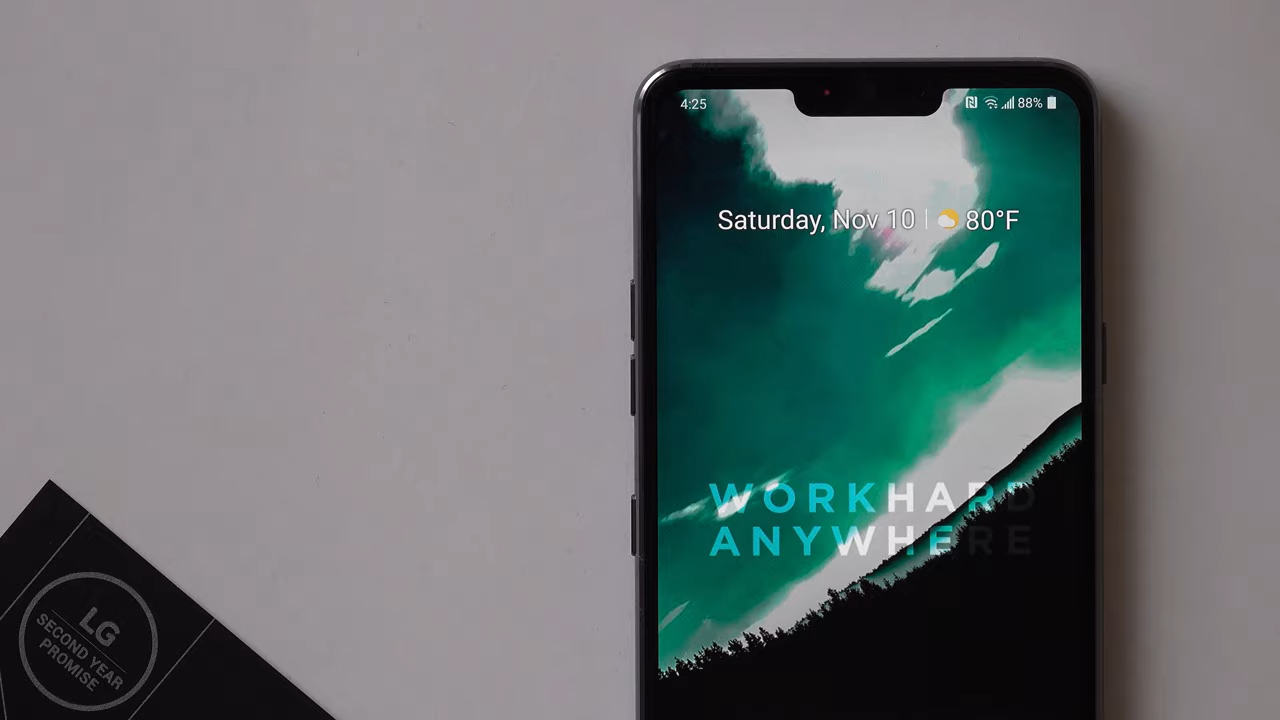 4:25
88%
Saturday, Nov 10 | 80°F
WORKHARD
ANYWHERE
LG
SECOND YEAR
PROMISE